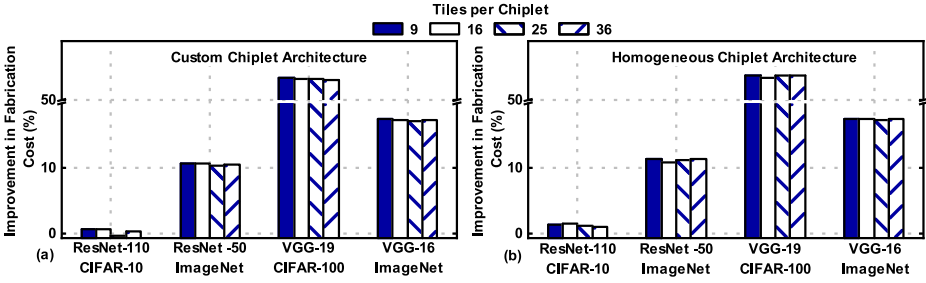 Tiles per Chiplet
9 16 25 36
Improvement in Fabrication
Cost (%)
Custom Chiplet Architecture
50
10
0
(a)
ResNet-110 ResNet -50 VGG-19 VGG-16
CIFAR-10 ImageNet CIFAR-100 ImageNet
Improvement in Fabrication
Cost (%)
Homogeneous Chiplet Architecture
50
10
0
(b)
ResNet-110 ResNet -50 VGG-19 VGG-16
CIFAR-10 ImageNet CIFAR-100 ImageNet